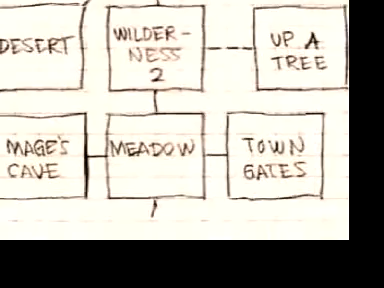 DESERT
WILDER-
NESS
2
UP A
TREE
MAGE'S
CAVE
MEADOW
TOWN
GATES